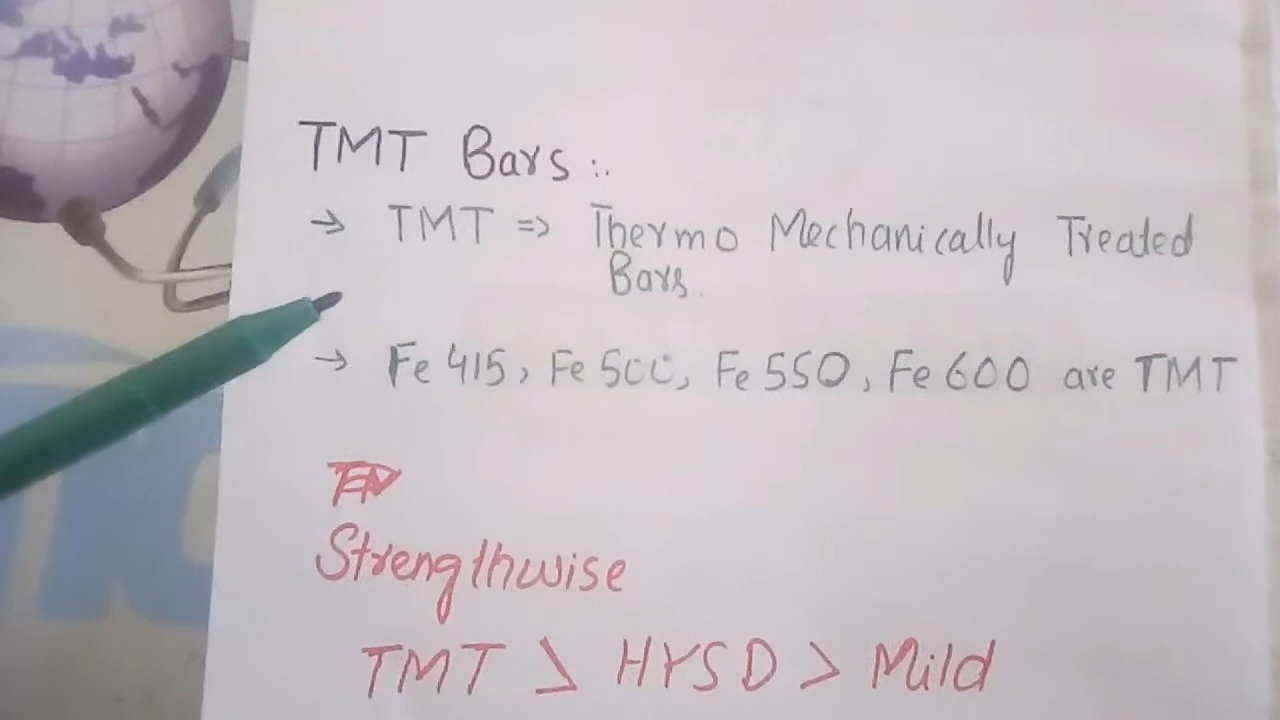 TMT Bars :.
→ TMT => Thermo Mechanically Treated
Bars.
→ Fe 415, Fe 500, Fe 550, Fe 600 are TMT
Strengthwise
TMT > HYSD > Mild